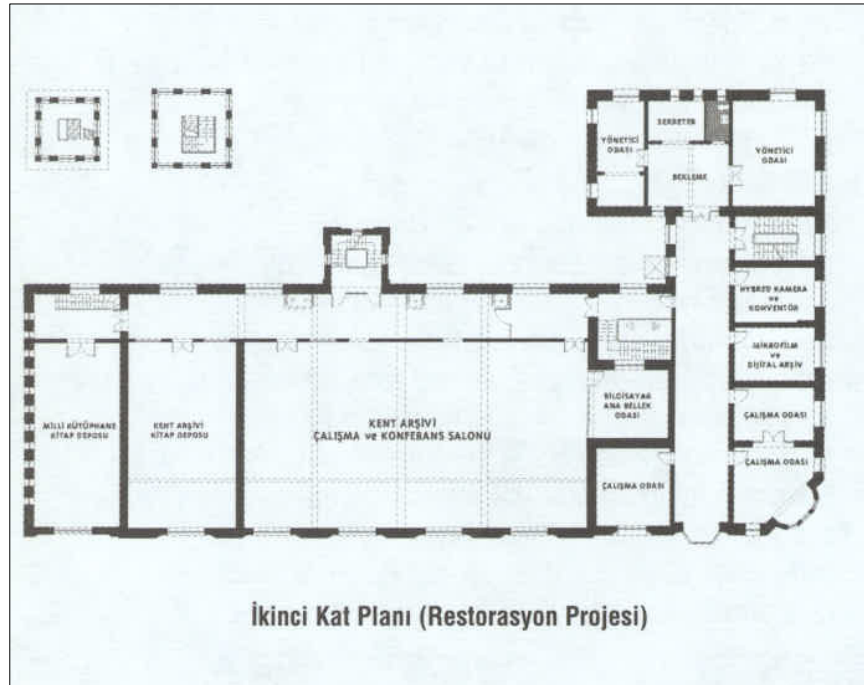 YÖNETİCİ
ODASI
SEKRETER
YÖNETİCİ
ODASI
BEKLEME
HYBRED KAMERA
ve
KONVENTÖR
MİKROFİLM
ve
DİJİTAL ARŞİV
MİLLİ KÜTÜPHANE
KİTAP DEPOSU
KENT ARŞİVİ
KİTAP DEPOSU
KENT ARŞİVİ
ÇALIŞMA ve KONFERANS SALONU
BİLGİSAYAR
ANA BELLEK
ODASI
ÇALIŞMA ODASI
ÇALIŞMA ODASI
ÇALIŞMA ODASI
İkinci Kat Planı (Restorasyon Projesi)